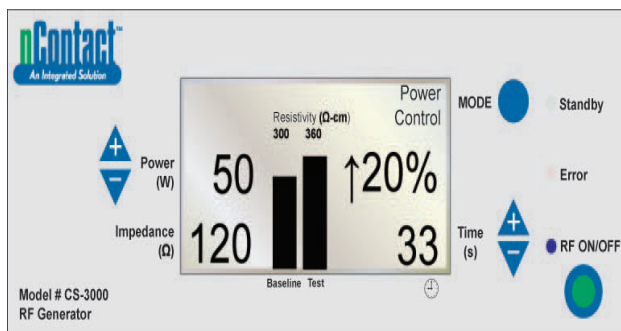 nContact™
An Integrated Solution
Power
Control
MODE
Standby
Resistivity (Ω-cm)
300 360
Power
(W)
50
↑20%
Error
Impedance
(Ω)
120
33
Time
(s)
RF ON/OFF
Baseline Test
Model # CS-3000
RF Generator